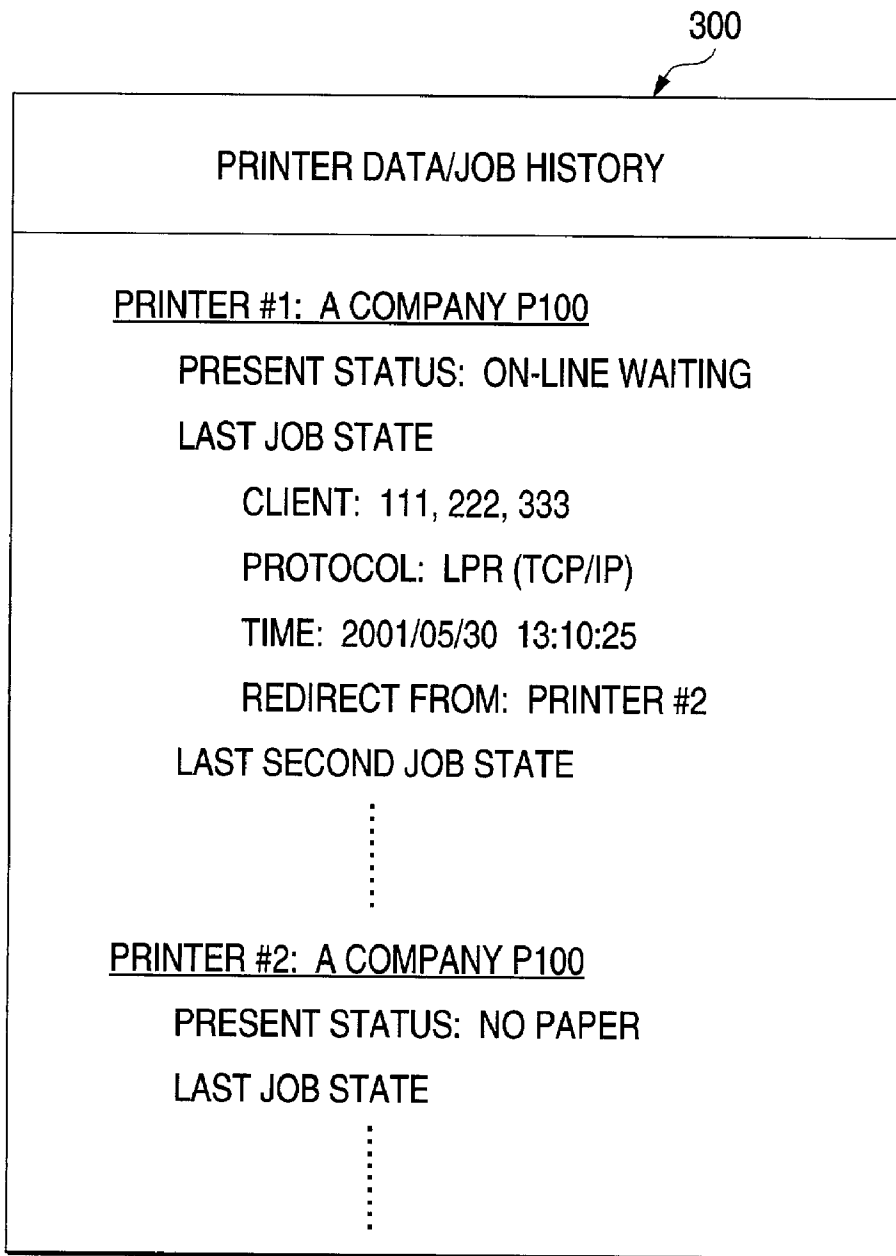 300
PRINTER DATA/JOB HISTORY
PRINTER #1: A COMPANY P100
PRESENT STATUS: ON-LINE WAITING
LAST JOB STATE
CLIENT: 111, 222, 333
PROTOCOL: LPR (TCP/IP)
TIME: 2001/05/30 13:10:25
REDIRECT FROM: PRINTER #2
LAST SECOND JOB STATE
PRINTER #2: A COMPANY P100
PRESENT STATUS: NO PAPER
LAST JOB STATE